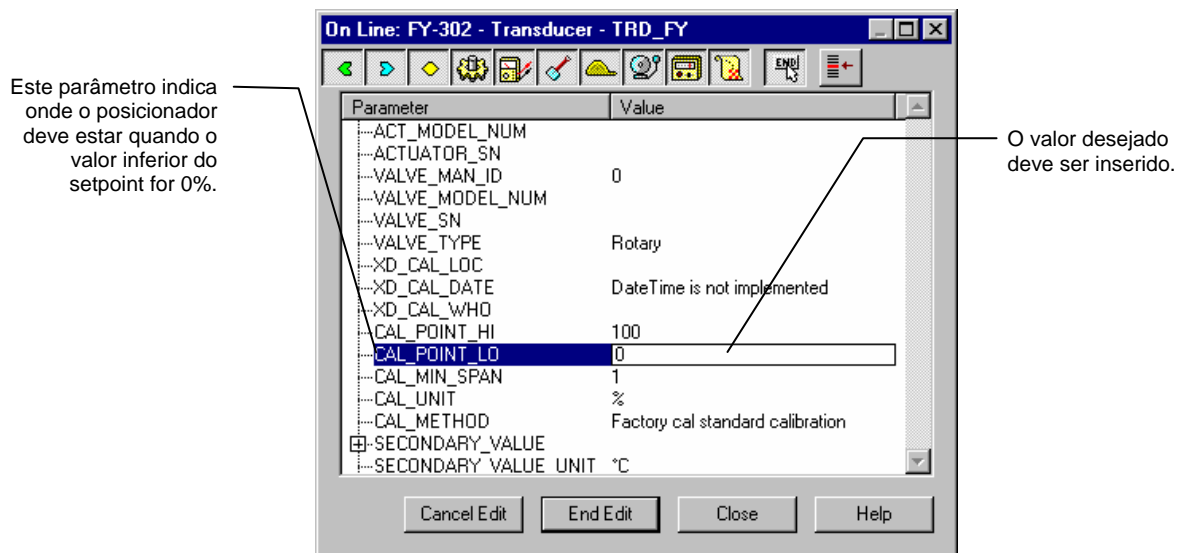 On Line: FY-302 - Transducer - TRD_FY
END
Este parâmetro indica
onde o posicionador
deve estar quando o
valor inferior do
setpoint for 0%.
Parameter Value
ACT_MODEL_NUM
ACTUATOR_SN
VALVE_MAN_ID 0
VALVE_MODEL_NUM
VALVE_SN
VALVE_TYPE Rotary
XD_CAL_LOC
XD_CAL_DATE DateTime is not implemented
XD_CAL_WHO
CAL_POINT_HI 100
CAL_POINT_LO 0
CAL_MIN_SPAN 1
CAL_UNIT %
CAL_METHOD Factory cal standard calibration
SECONDARY_VALUE
SECONDARY_VALUE_UNIT °C
O valor desejado
deve ser inserido.
Cancel Edit End Edit Close Help